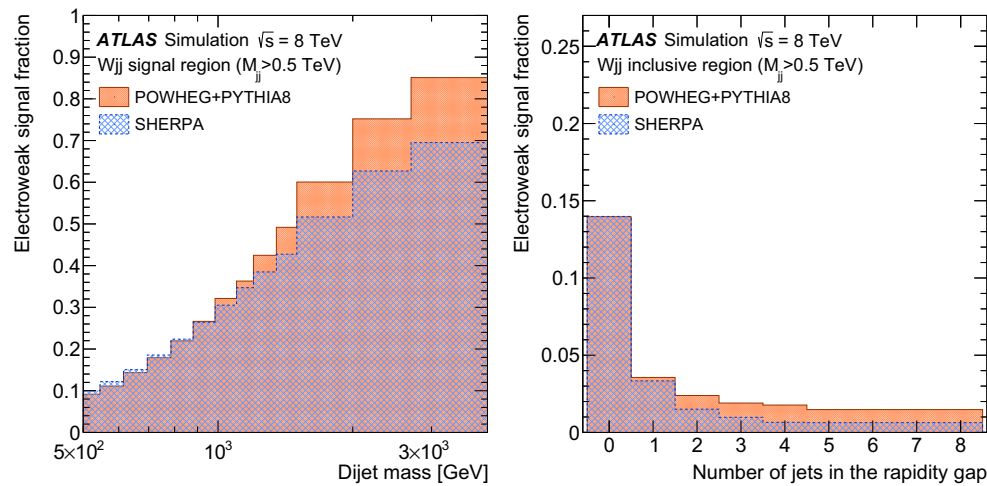 ATLAS Simulation √s = 8 TeV
Wjj signal region (M_jj>0.5 TeV)
POWHEG+PYTHIA8
SHERPA
Electroweak signal fraction
1
0.9
0.8
0.7
0.6
0.5
0.4
0.3
0.2
0.1
0
5×10²
10³
3×10³
Dijet mass [GeV]
ATLAS Simulation √s = 8 TeV
Wjj inclusive region (M_jj>0.5 TeV)
POWHEG+PYTHIA8
SHERPA
Electroweak signal fraction
0.25
0.2
0.15
0.1
0.05
0
0 1 2 3 4 5 6 7 8
Number of jets in the rapidity gap